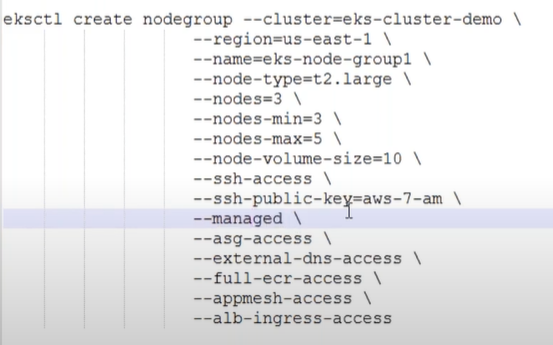 eksctl create nodegroup --cluster=eks-cluster-demo \
--region=us-east-1 \
--name=eks-node-group1 \
--node-type=t2.large \
--nodes=3 \
--nodes-min=3 \
--nodes-max=5 \
--node-volume-size=10 \
--ssh-access \
--ssh-public-key=aws-7-am \
--managed \
--asg-access \
--external-dns-access \
--full-ecr-access \
--appmesh-access \
--alb-ingress-access